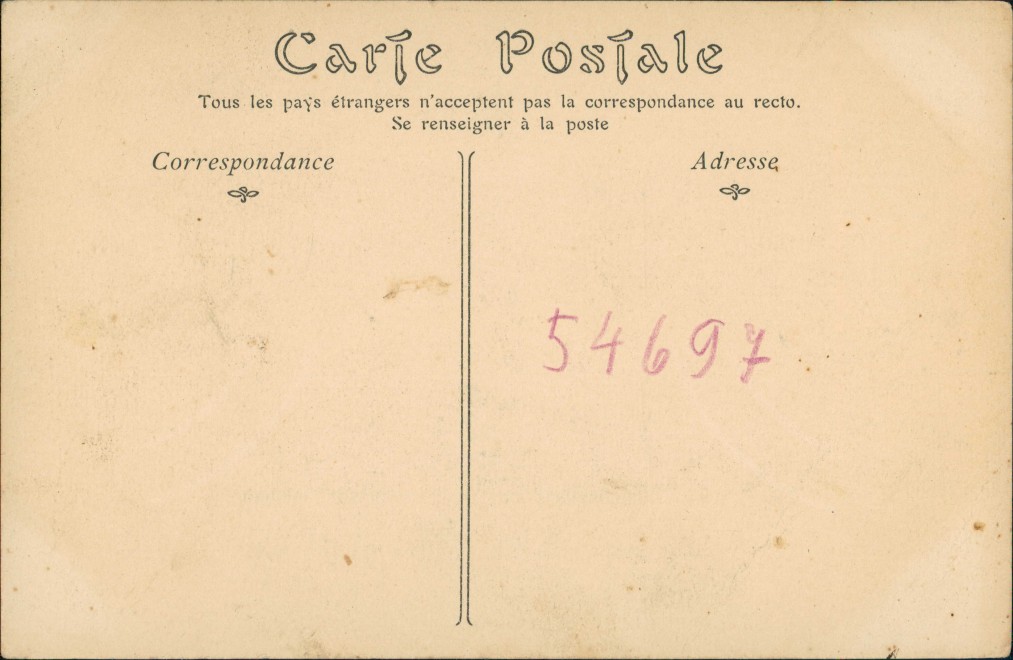 Carte Postale
Tous les pays étrangers n'acceptent pas la correspondance au recto.
Se renseigner à la poste
Correspondance
Adresse
54697